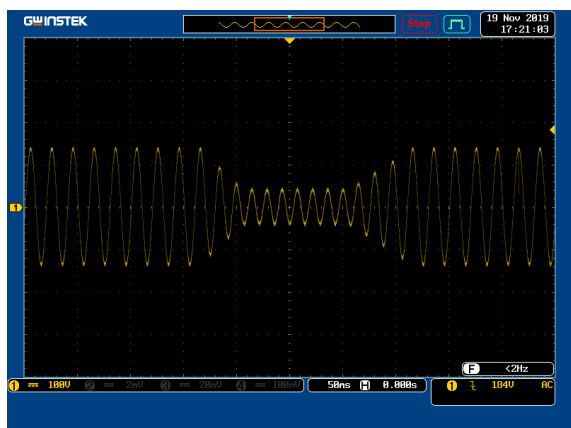 GWINSTEK
Stop
19 Nov 2019
17:21:03
1
F <2Hz
1 100V 2 2mV 3 20mV 4 100mV
50ms H 0.000s
1 184V AC